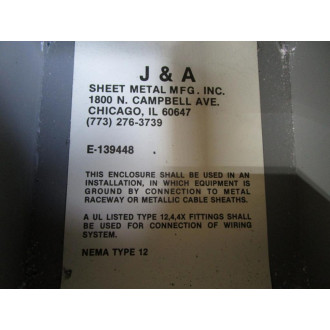 J & A
SHEET METAL MFG. INC.
1800 N. CAMPBELL AVE.
CHICAGO, IL 60647
(773) 276-3739
E-139448
THIS ENCLOSURE SHALL BE USED IN AN
INSTALLATION, IN WHICH EQUIPMENT IS
GROUND BY CONNECTION TO METAL
RACEWAY OR METALLIC CABLE SHEATHS.
A UL LISTED TYPE 12,4,4X FITTINGS SHALL
BE USED FOR CONNECTION OF WIRING
SYSTEM.
NEMA TYPE 12